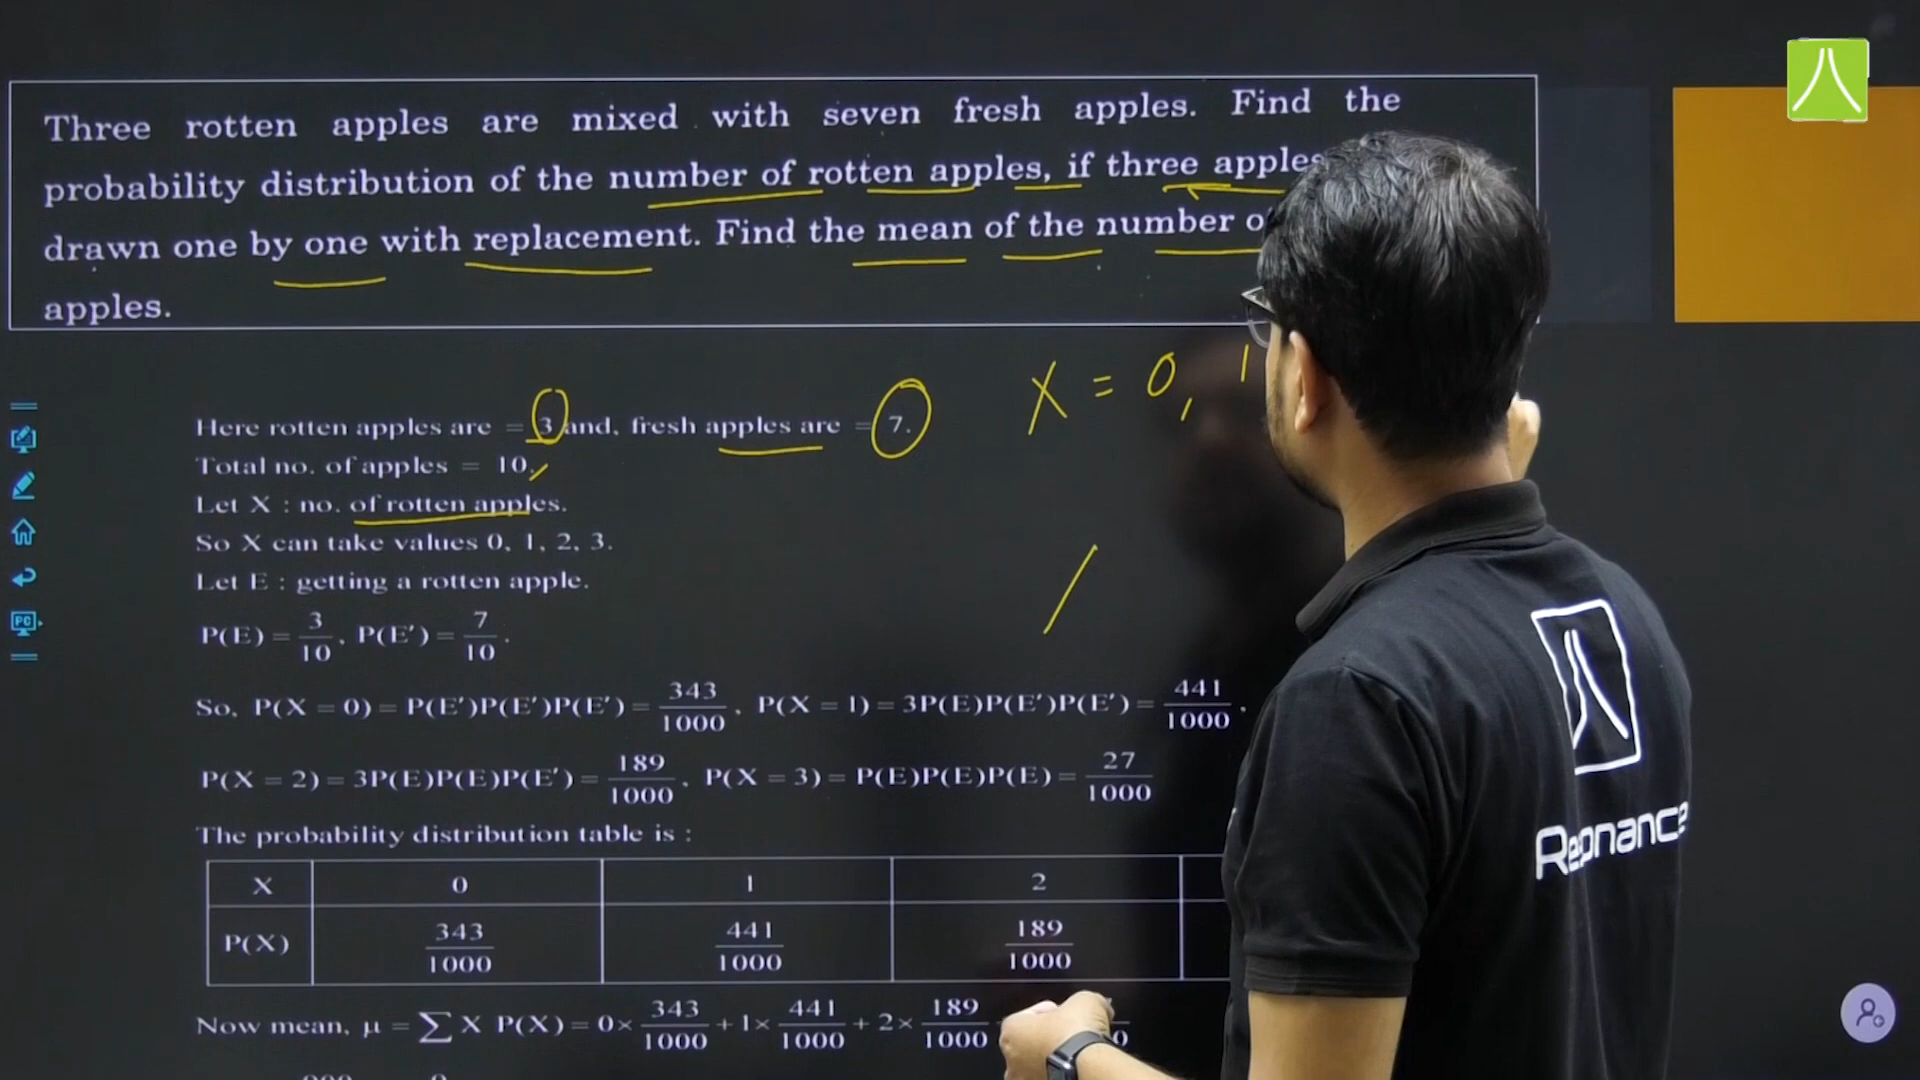 Three rotten apples are mixed with seven fresh apples. Find the
probability distribution of the number of rotten apples, if three apples
drawn one by one with replacement. Find the mean of the number
apples.
X = 0, 1
Here rotten apples are = 3 and, fresh apples are = 7.
Total no. of apples = 10.
Let X : no. of rotten apples.
So X can take values 0, 1, 2, 3.
Let E : getting a rotten apple.
P(E) = 3/10, P(E′) = 7/10.
So, P(X = 0) = P(E′)P(E′)P(E′) = 343/1000, P(X = 1) = 3P(E)P(E′)P(E′) = 441/1000.
P(X = 2) = 3P(E)P(E)P(E′) = 189/1000, P(X = 3) = P(E)P(E)P(E) = 27/1000
The probability distribution table is :
X 0 1 2
P(X) 343/1000 441/1000 189/1000
Now mean, μ = ∑ X P(X) = 0× 343/1000 + 1× 441/1000 + 2× 189/1000
Resonance
PC